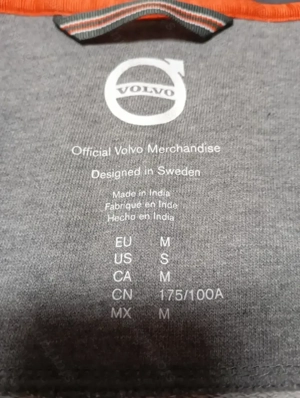 VOLVO
Official Volvo Merchandise
Designed in Sweden
Made in India
Fabriqué en Inde
Hecho en India
EU M
US S
CA M
CN 175/100A
MX M